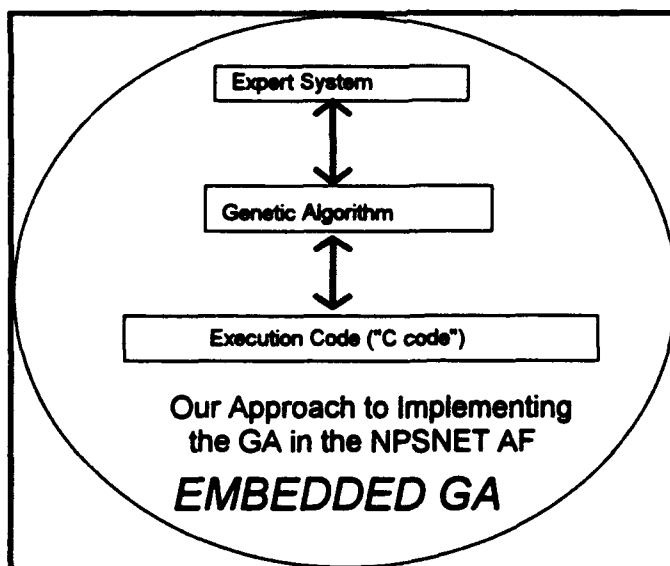 Expert System
Genetic Algorithm
Execution Code ("C code")
Our Approach to Implementing
the GA in the NPSNET AF
EMBEDDED GA